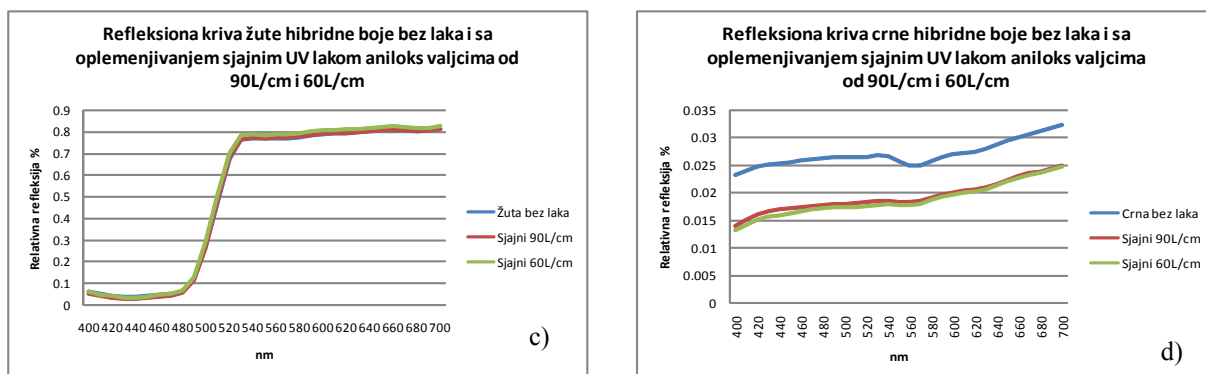 Refleksiona kriva žute hibridne boje bez laka i sa
oplemenjivanjem sjajnim UV lakom aniloks valjcima od
90L/cm i 60L/cm
Relativna refleksija %
0.9
0.8
0.7
0.6
0.5
0.4
0.3
0.2
0.1
0
400 420 440 460 480 500 520 540 560 580 600 620 640 660 680 700
nm
Žuta bez laka
Sjajni 90L/cm
Sjajni 60L/cm
c)
Refleksiona kriva crne hibridne boje bez laka i sa
oplemenjivanjem sjajnim UV lakom aniloks valjcima
od 90L/cm i 60L/cm
Relativna refleksija %
0.035
0.03
0.025
0.02
0.015
0.01
0.005
0
400 420 440 460 480 500 520 540 560 580 600 620 640 660 680 700
nm
Crna bez laka
Sjajni 90L/cm
Sjajni 60L/cm
d)